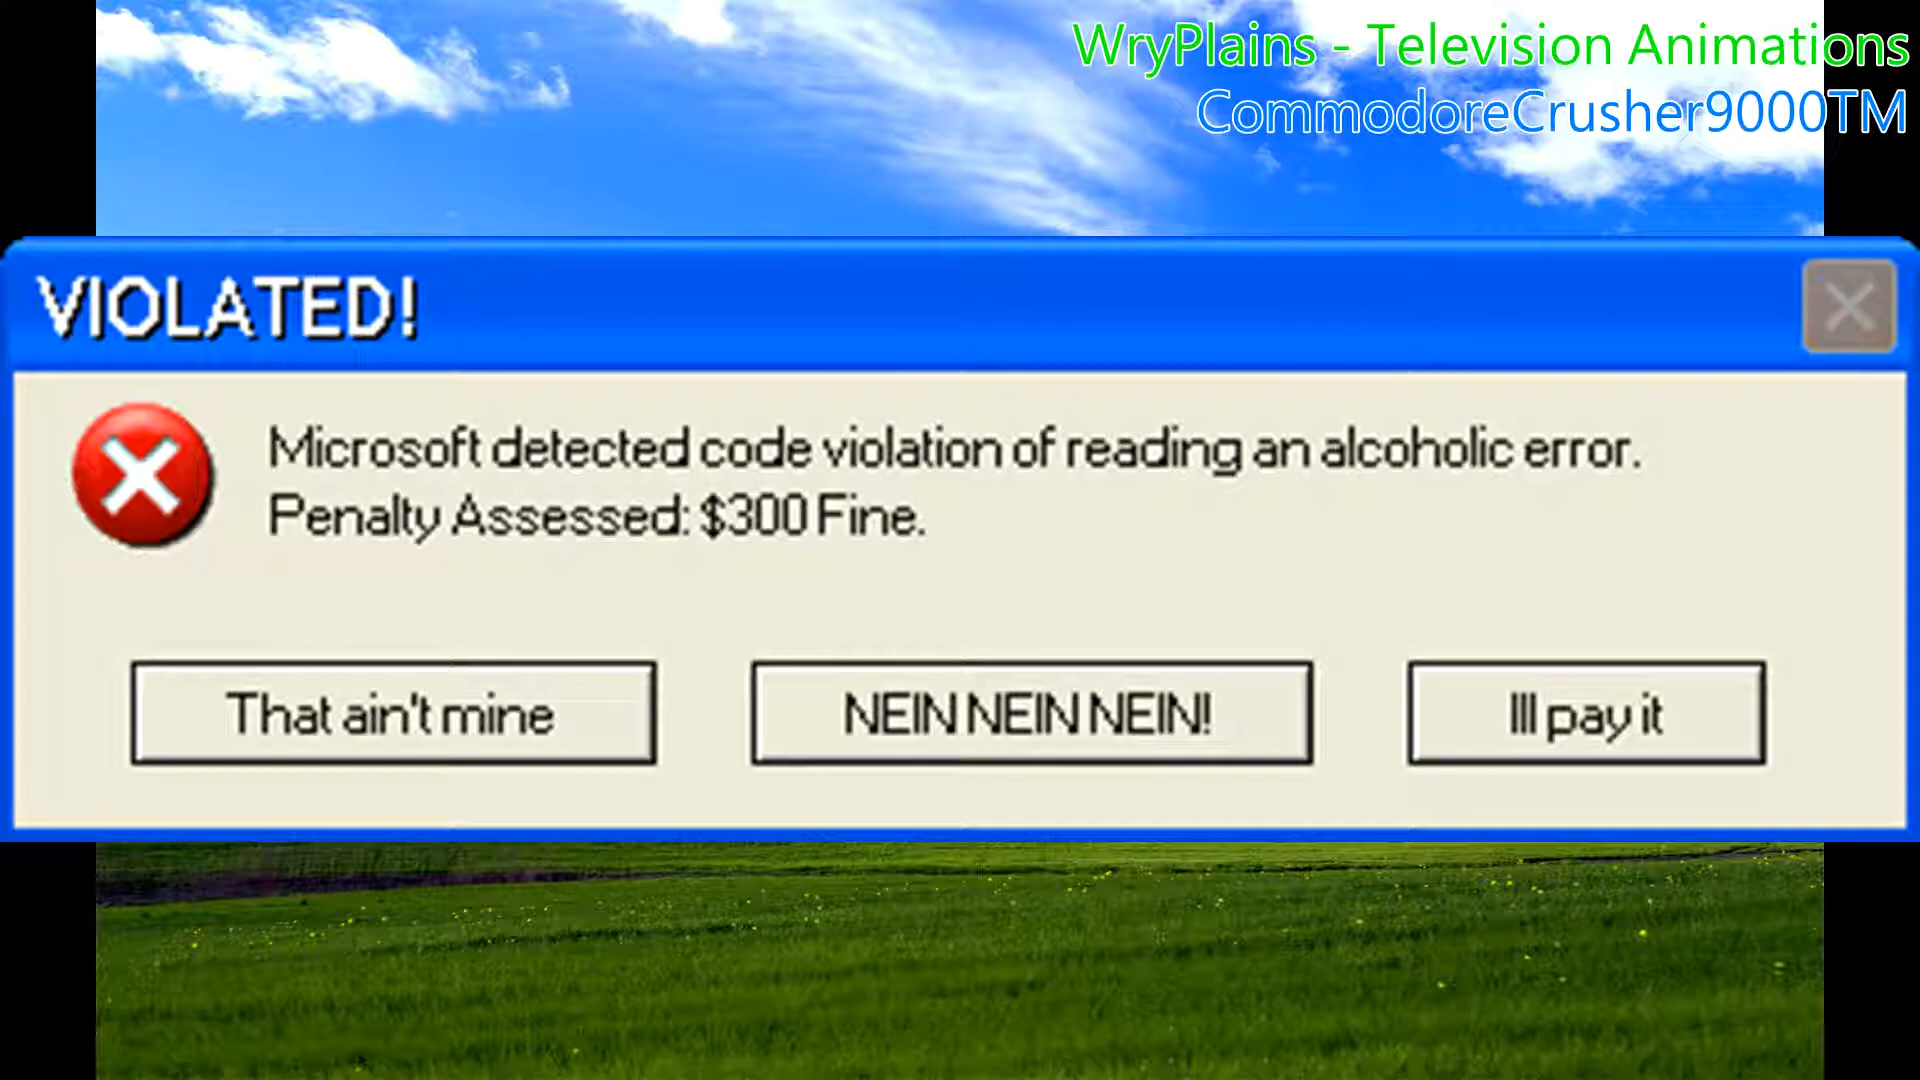 WryPlains - Television Animations
CommodoreCrusher9000TM
VIOLATED!
Microsoft detected code violation of reading an alcoholic error.
Penalty Assessed: $300 Fine.
That ain't mine
NEIN NEIN NEIN!
Ill pay it